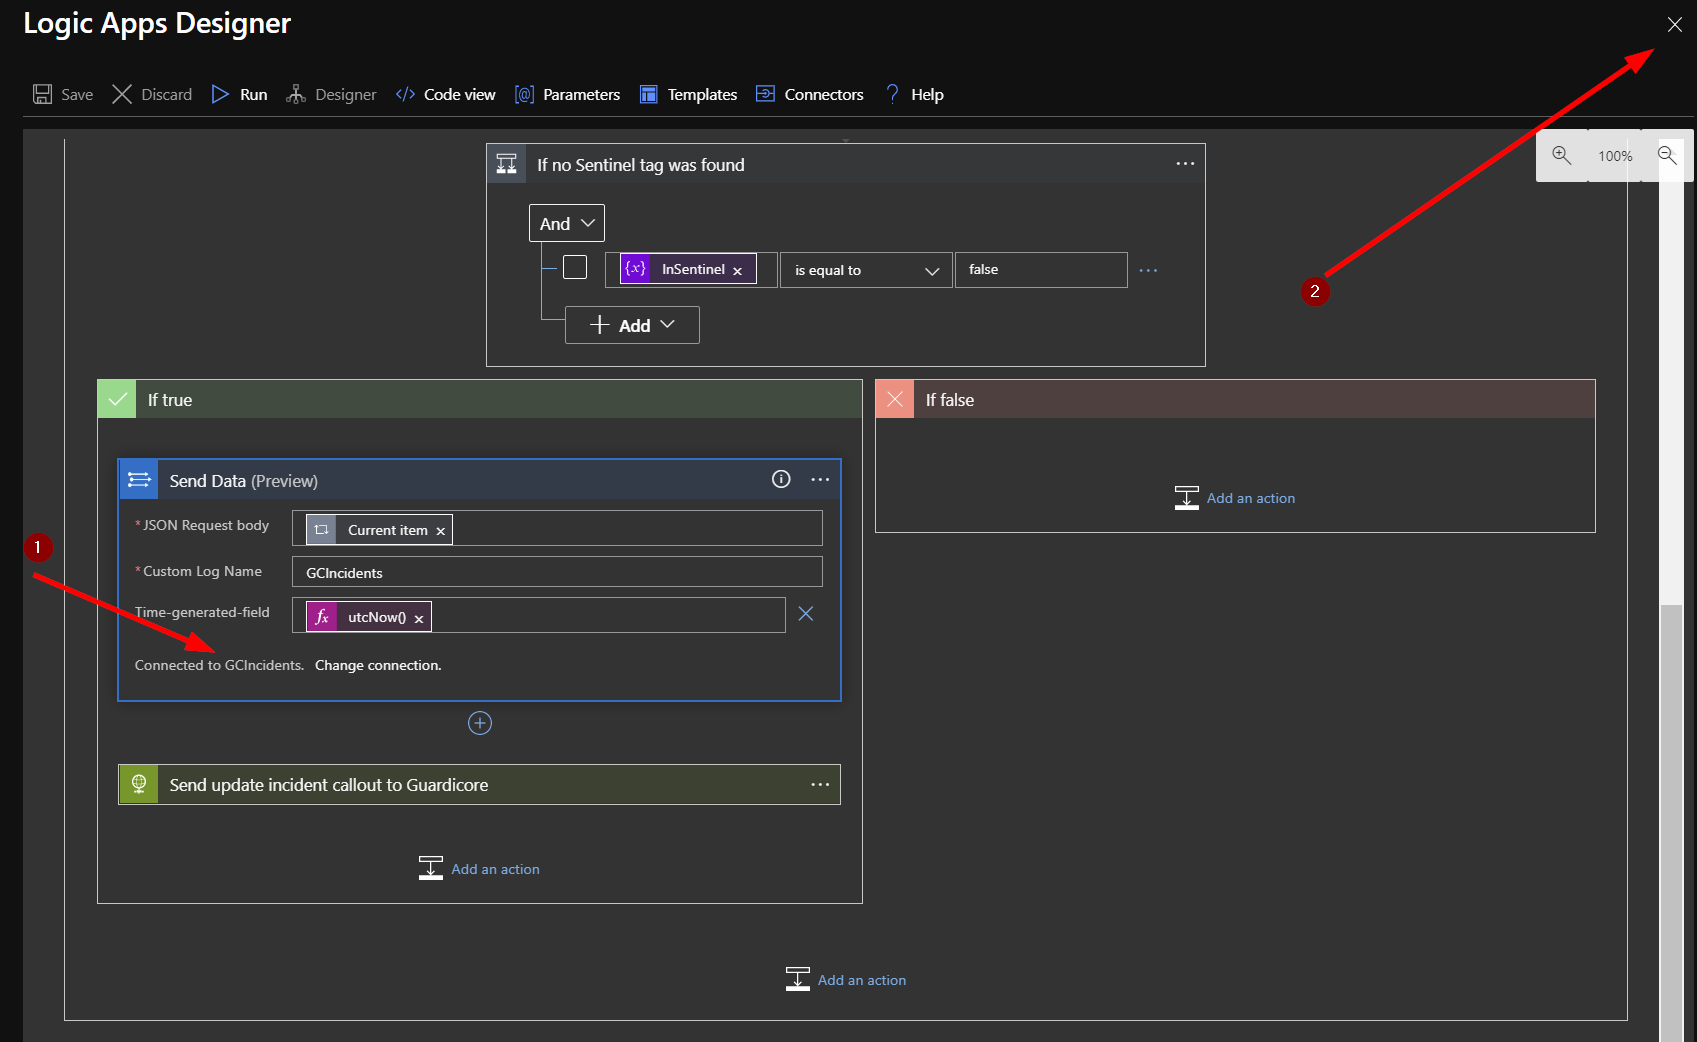 Logic Apps Designer
Save Discard Run Designer Code view Parameters Templates Connectors Help
100%
If no Sentinel tag was found
And
InSentinel is equal to false
Add
2
If true
If false
Send Data (Preview)
Add an action
* JSON Request body Current item
1
* Custom Log Name GCIncidents
Time-generated-field fx utcNow()
Connected to GCIncidents. Change connection.
Send update incident callout to Guardicore
Add an action
Add an action